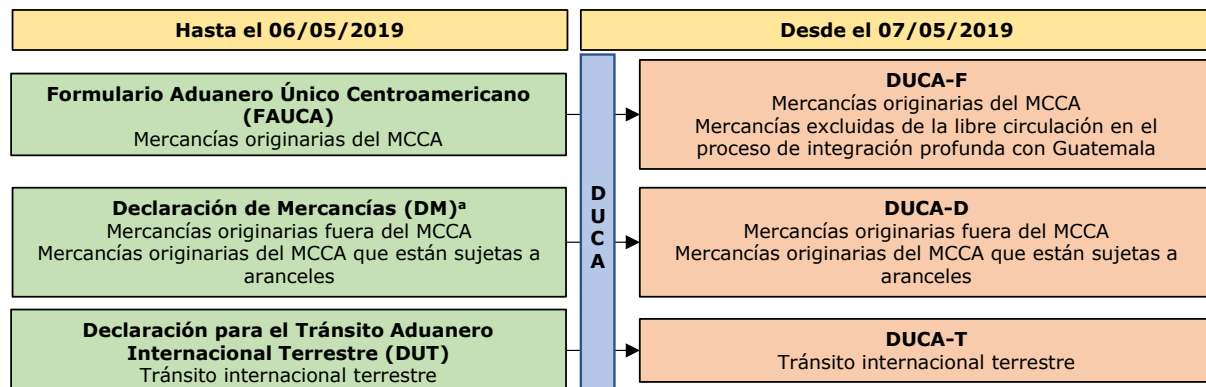 Hasta el 06/05/2019
Desde el 07/05/2019
Formulario Aduanero Único Centroamericano
(FAUCA)
Mercancías originarias del MCCA
DUCA-F
Mercancías originarias del MCCA
Mercancías excluidas de la libre circulación en el
proceso de integración profunda con Guatemala
D
U
C
A
Declaración de Mercancías (DM)ª
Mercancías originarias fuera del MCCA
Mercancías originarias del MCCA que están sujetas a
aranceles
DUCA-D
Mercancías originarias fuera del MCCA
Mercancías originarias del MCCA que están sujetas a
aranceles
Declaración para el Tránsito Aduanero
Internacional Terrestre (DUT)
Tránsito internacional terrestre
DUCA-T
Tránsito internacional terrestre